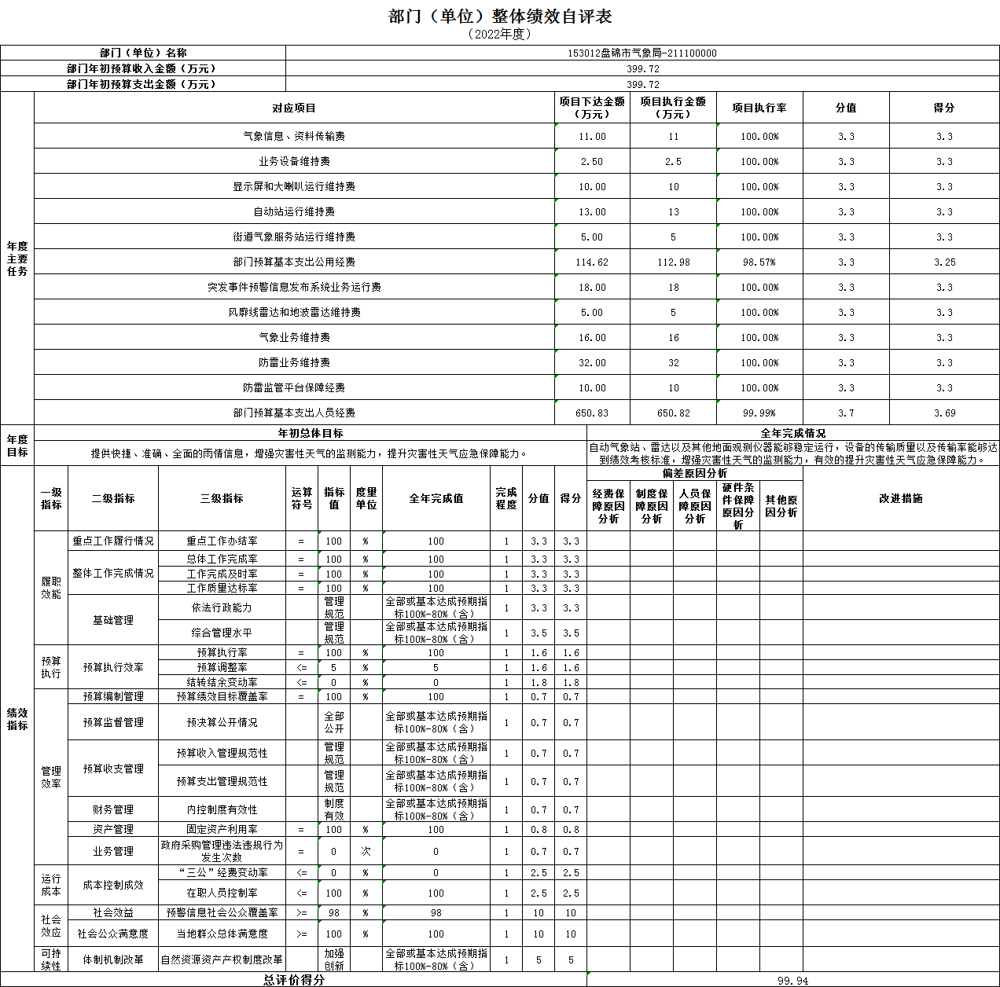 部门（单位）整体绩效自评表
（2022年度）
部门（单位）名称 153012盘锦市气象局-211100000
部门年初预算收入金额（万元） 399.72
部门年初预算支出金额（万元） 399.72
年度主要任务 对应项目 项目下达金额（万元） 项目执行金额（万元） 项目执行率 分值 得分
气象信息、资料传输费 11.00 11 100.00% 3.3 3.3
业务设备维持费 2.50 2.5 100.00% 3.3 3.3
显示屏和大喇叭运行维持费 10.00 10 100.00% 3.3 3.3
自动站运行维持费 13.00 13 100.00% 3.3 3.3
街道气象服务站运行维持费 5.00 5 100.00% 3.3 3.3
部门预算基本支出公用经费 114.62 112.98 98.57% 3.3 3.25
突发事件预警信息发布系统业务运行费 18.00 18 100.00% 3.3 3.3
风廓线雷达和地波雷达维持费 5.00 5 100.00% 3.3 3.3
气象业务维持费 16.00 16 100.00% 3.3 3.3
防雷业务维持费 32.00 32 100.00% 3.3 3.3
防雷监管平台保障经费 10.00 10 100.00% 3.3 3.3
部门预算基本支出人员经费 650.83 650.82 99.99% 3.7 3.69
年度目标 年初总体目标 全年完成情况
提供快捷、准确、全面的雨情信息，增强灾害性天气的监测能力，提升灾害性天气应急保障能力。
自动气象站、雷达以及其他地面观测仪器能够稳定运行，设备的传输质量以及传输率能够达
到绩效考核标准，增强灾害性天气的监测能力，有效的提升灾害性天气应急保障能力。
绩效指标 一级指标 二级指标 三级指标 运算符号 指标值 度量单位 全年完成值 完成程度 分值 得分 偏差原因分析 改进措施
经费保障原因分析 制度保障原因分析 人员保障原因分析 硬件条件保障原因分析 其他原因分析
履职效能 重点工作履行情况 重点工作办结率 = 100 % 100 1 3.3 3.3
整体工作完成情况 总体工作完成率 = 100 % 100 1 3.3 3.3
工作完成及时率 = 100 % 100 1 3.3 3.3
工作质量达标率 = 100 % 100 1 3.3 3.3
基础管理 依法行政能力 管理规范 全部或基本达成预期指标100%-80%（含） 1 3.3 3.3
综合管理水平 管理规范 全部或基本达成预期指标100%-80%（含） 1 3.5 3.5
预算执行 预算执行效率 预算执行率 = 100 % 100 1 1.6 1.6
预算调整率 <= 5 % 5 1 1.6 1.6
结转结余变动率 <= 0 % 0 1 1.8 1.8
管理效率 预算编制管理 预算绩效目标覆盖率 = 100 % 100 1 0.7 0.7
预算监督管理 预决算公开情况 全部公开 全部或基本达成预期指标100%-80%（含） 1 0.7 0.7
预算收支管理 预算收入管理规范性 管理规范 全部或基本达成预期指标100%-80%（含） 1 0.7 0.7
预算支出管理规范性 管理规范 全部或基本达成预期指标100%-80%（含） 1 0.7 0.7
财务管理 内控制度有效性 制度有效 全部或基本达成预期指标100%-80%（含） 1 0.7 0.7
资产管理 固定资产利用率 = 100 % 100 1 0.8 0.8
业务管理 政府采购管理违法违规行为发生次数 = 0 次 0 1 0.7 0.7
运行成本 成本控制成效 “三公”经费变动率 <= 0 % 0 1 2.5 2.5
在职人员控制率 <= 100 % 100 1 2.5 2.5
社会效应 社会效益 预警信息社会公众覆盖率 >= 98 % 98 1 10 10
社会公众满意度 当地群众总体满意度 >= 100 % 100 1 10 10
可持续性 体制机制改革 自然资源资产产权制度改革 加强创新 全部或基本达成预期指标100%-80%（含） 1 5 5
总评价得分 99.94